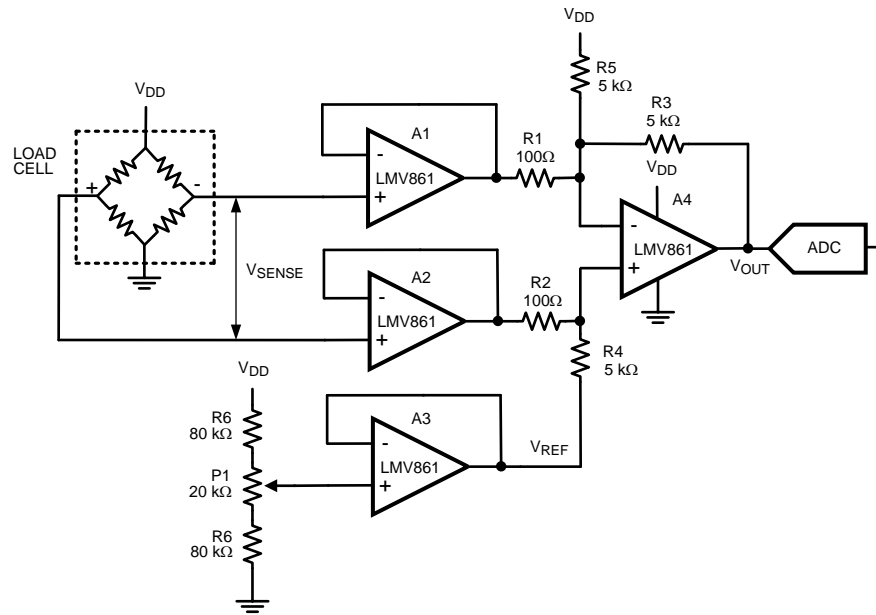 VDD
R5
5 kΩ
VDD
LOAD
CELL
+
-
A1
-
LMV861
+
R1
100Ω
R3
5 kΩ
VDD
A4
-
LMV861
+
VOUT
ADC
VSENSE
A2
-
LMV861
+
R2
100Ω
R4
5 kΩ
VDD
R6
80 kΩ
P1
20 kΩ
R6
80 kΩ
A3
-
LMV861
+
VREF